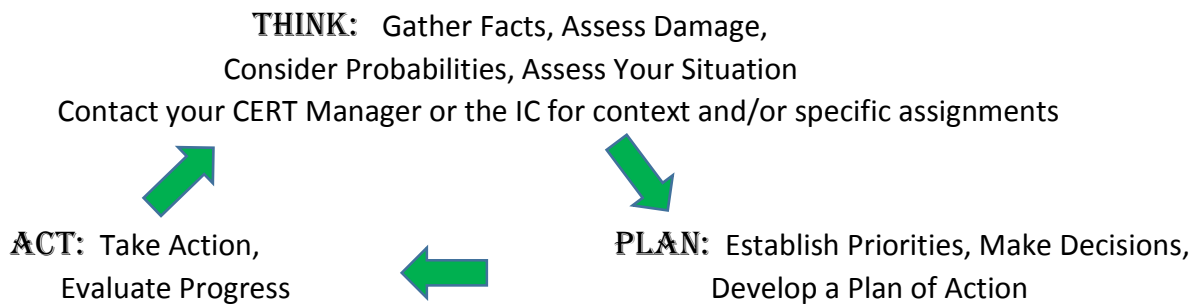 THINK: Gather Facts, Assess Damage,
Consider Probabilities, Assess Your Situation
Contact your CERT Manager or the IC for context and/or specific assignments
ACT: Take Action,
Evaluate Progress
PLAN: Establish Priorities, Make Decisions,
Develop a Plan of Action